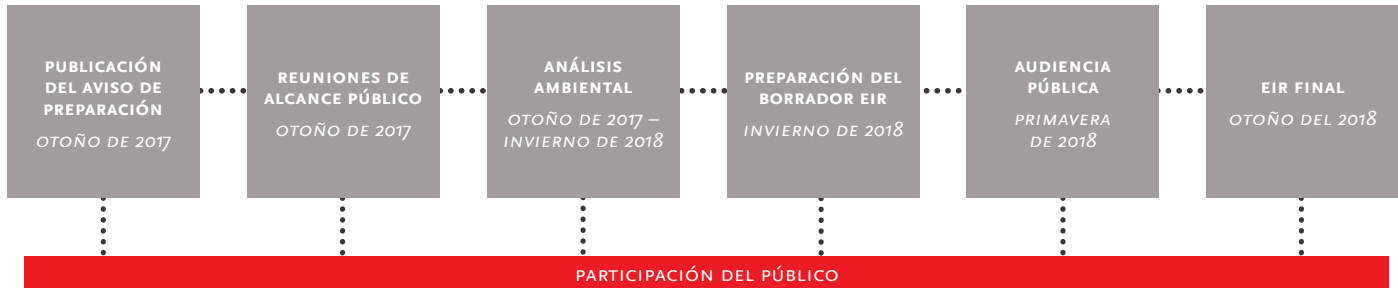 PUBLICACIÓN
DEL AVISO DE
PREPARACIÓN
OTOÑO DE 2017
REUNIONES DE
ALCANCE PÚBLICO
OTOÑO DE 2017
ANÁLISIS
AMBIENTAL
OTOÑO DE 2017 –
INVIERNO DE 2018
PREPARACIÓN DEL
BORRADOR EIR
INVIERNO DE 2018
AUDIENCIA
PÚBLICA
PRIMAVERA
DE 2018
EIR FINAL
OTOÑO DEL 2018
PARTICIPACIÓN DEL PÚBLICO